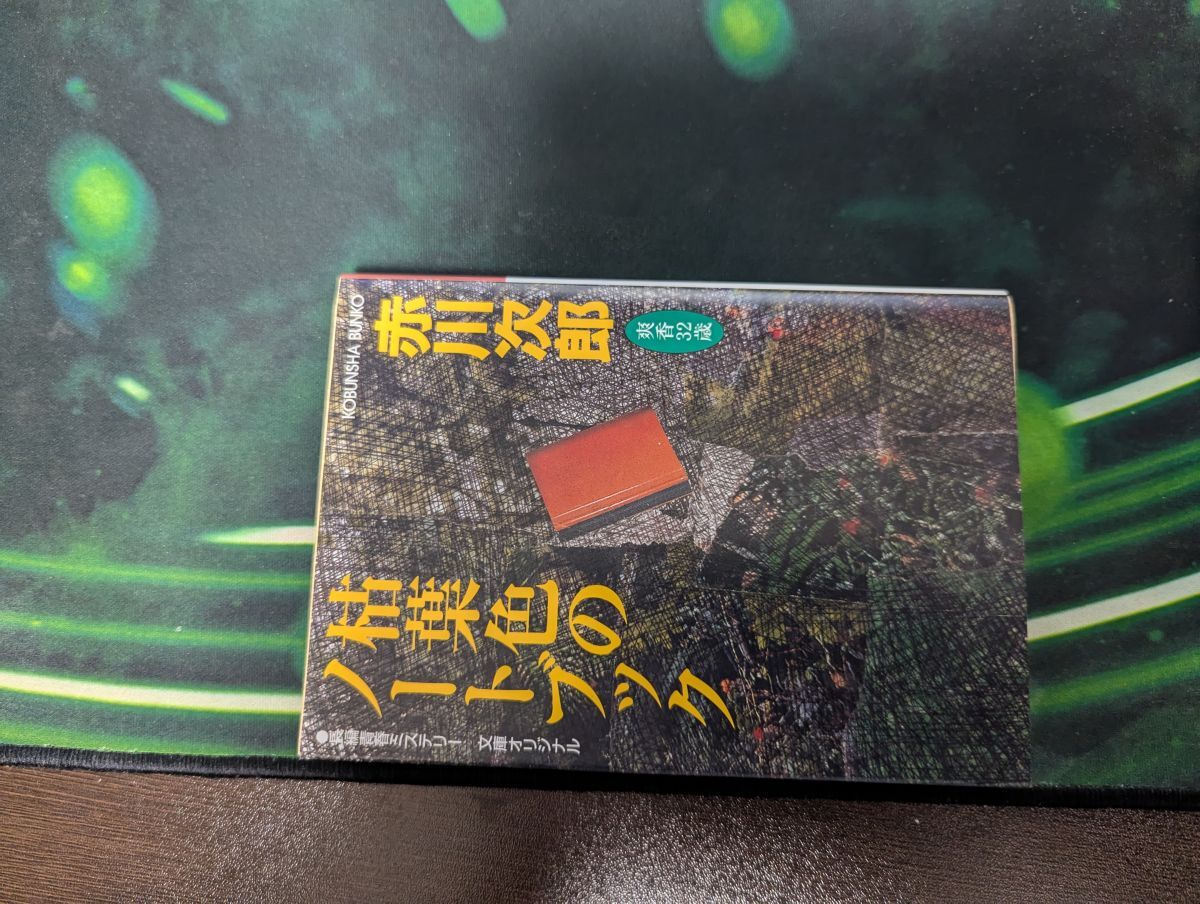 KOBUNSHA BUNKO
赤川次郎
爽香
32歳
枯葉色の
ノートブック
●長編青春ミステリー 文庫オリジナル